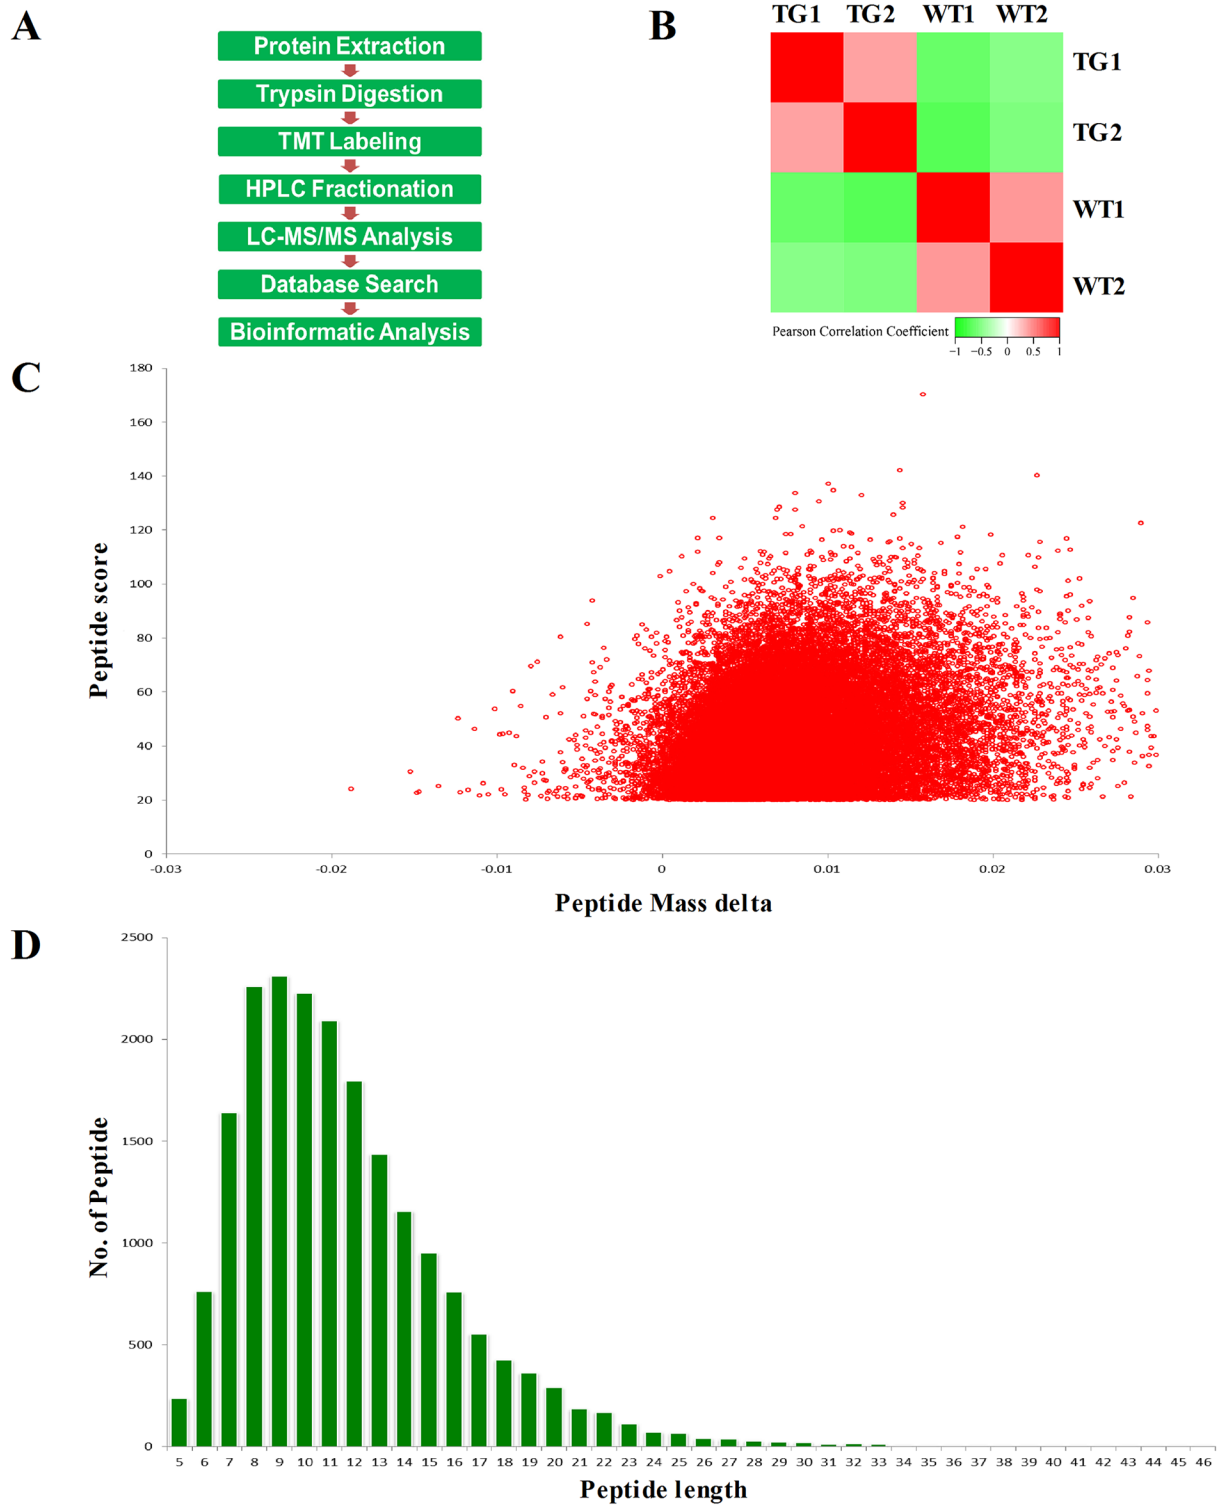 A
Protein Extraction
Trypsin Digestion
TMT Labeling
HPLC Fractionation
LC-MS/MS Analysis
Database Search
Bioinformatic Analysis
B
TG1 TG2 WT1 WT2
TG1
TG2
WT1
WT2
Pearson Correlation Coefficient
−1 −0.5 0 0.5 1
C
180
160
140
120
100
80
60
40
20
0
Peptide score
-0.03 -0.02 -0.01 0 0.01 0.02 0.03
Peptide Mass delta
D
2500
2000
1500
1000
500
0
No. of Peptide
5 6 7 8 9 10 11 12 13 14 15 16 17 18 19 20 21 22 23 24 25 26 27 28 29 30 31 32 33 34 35 36 37 38 39 40 41 42 43 44 45 46
Peptide length